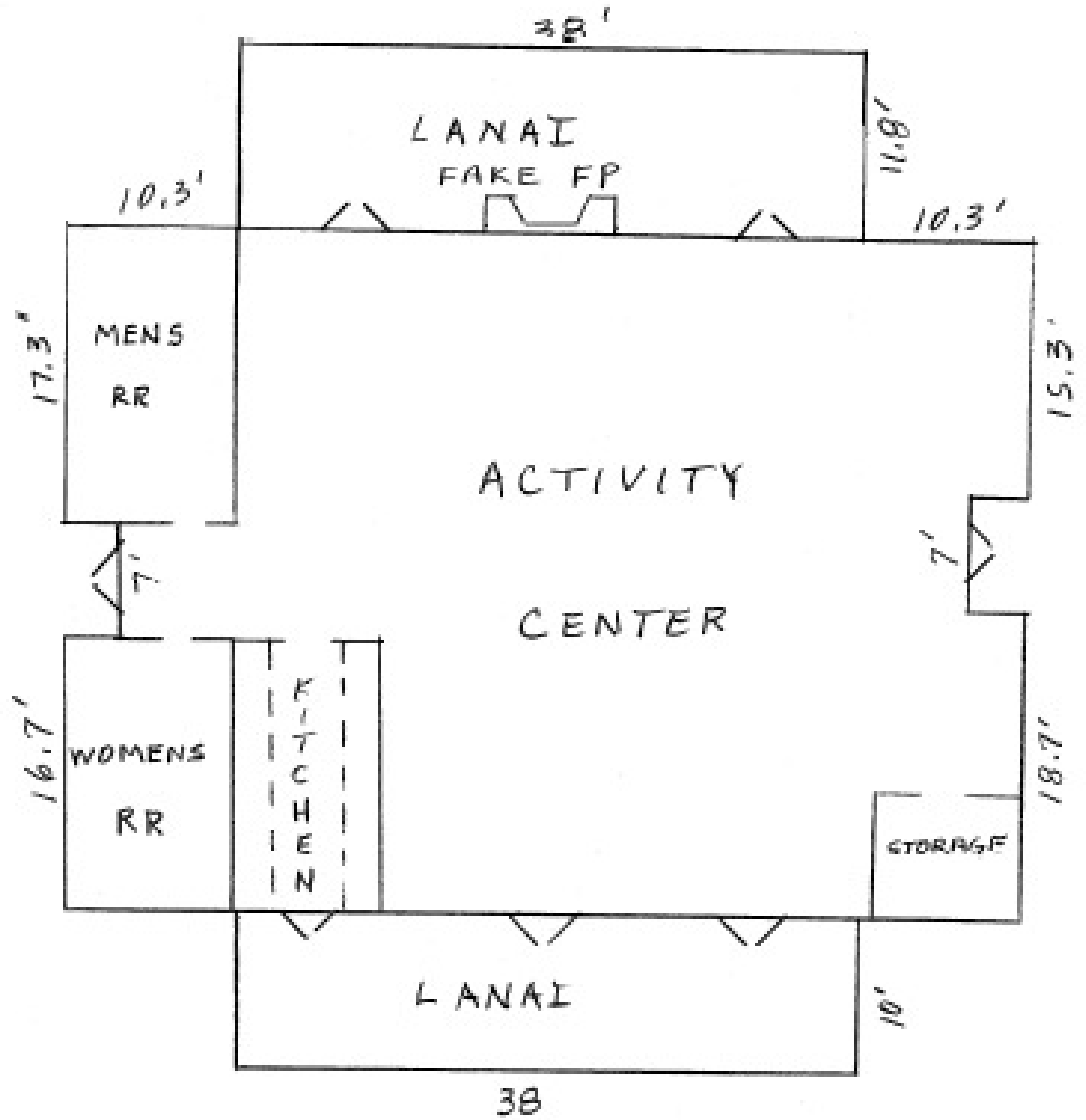 38'
LANAI
11.8'
FAKE FP
10.3'
10.3'
17.3"
MENS
RR
15.3'
ACTIVITY
7'
7'
CENTER
16.7'
WOMENS
RR
KITCHEN
18.7'
STORAGE
LANAI
10'
38